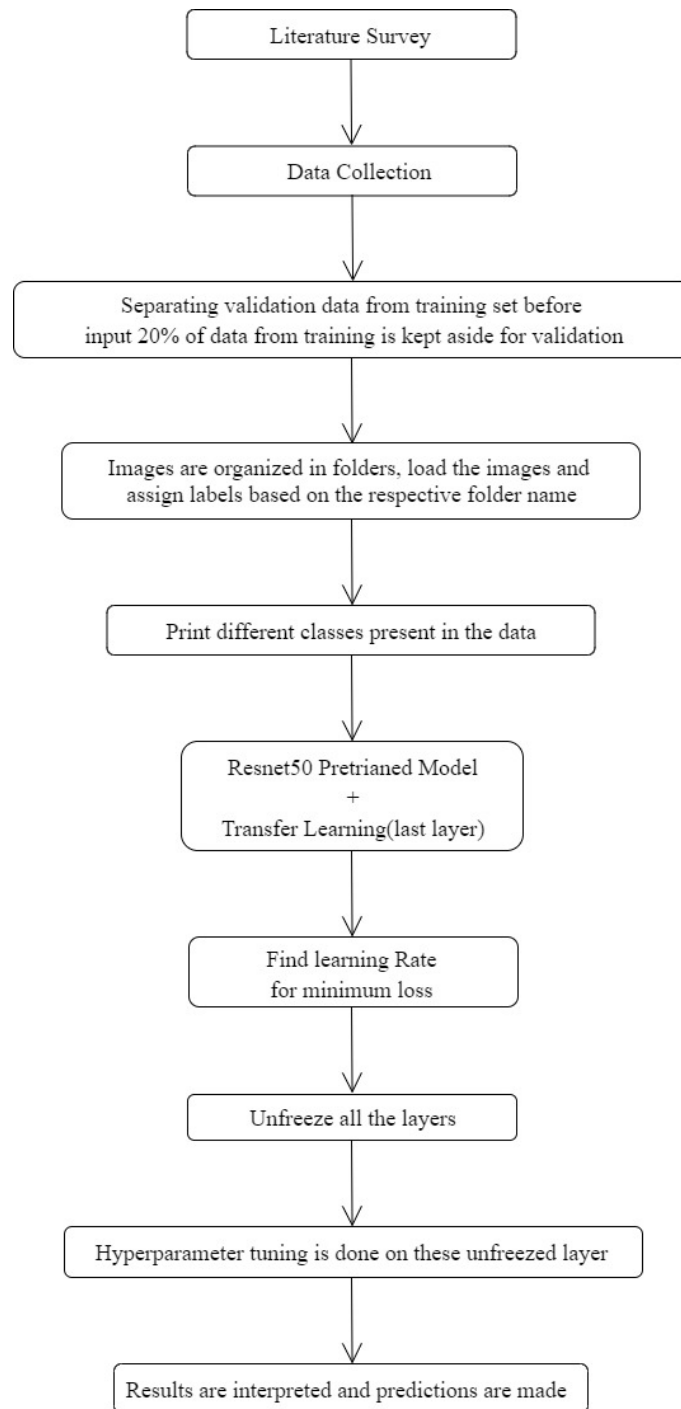 Literature Survey
Data Collection
Separating validation data from training set before
input 20% of data from training is kept aside for validation
Images are organized in folders, load the images and
assign labels based on the respective folder name
Print different classes present in the data
Resnet50 Pretrianed Model
+
Transfer Learning(last layer)
Find learning Rate
for minimum loss
Unfreeze all the layers
Hyperparameter tuning is done on these unfreezed layer
Results are interpreted and predictions are made